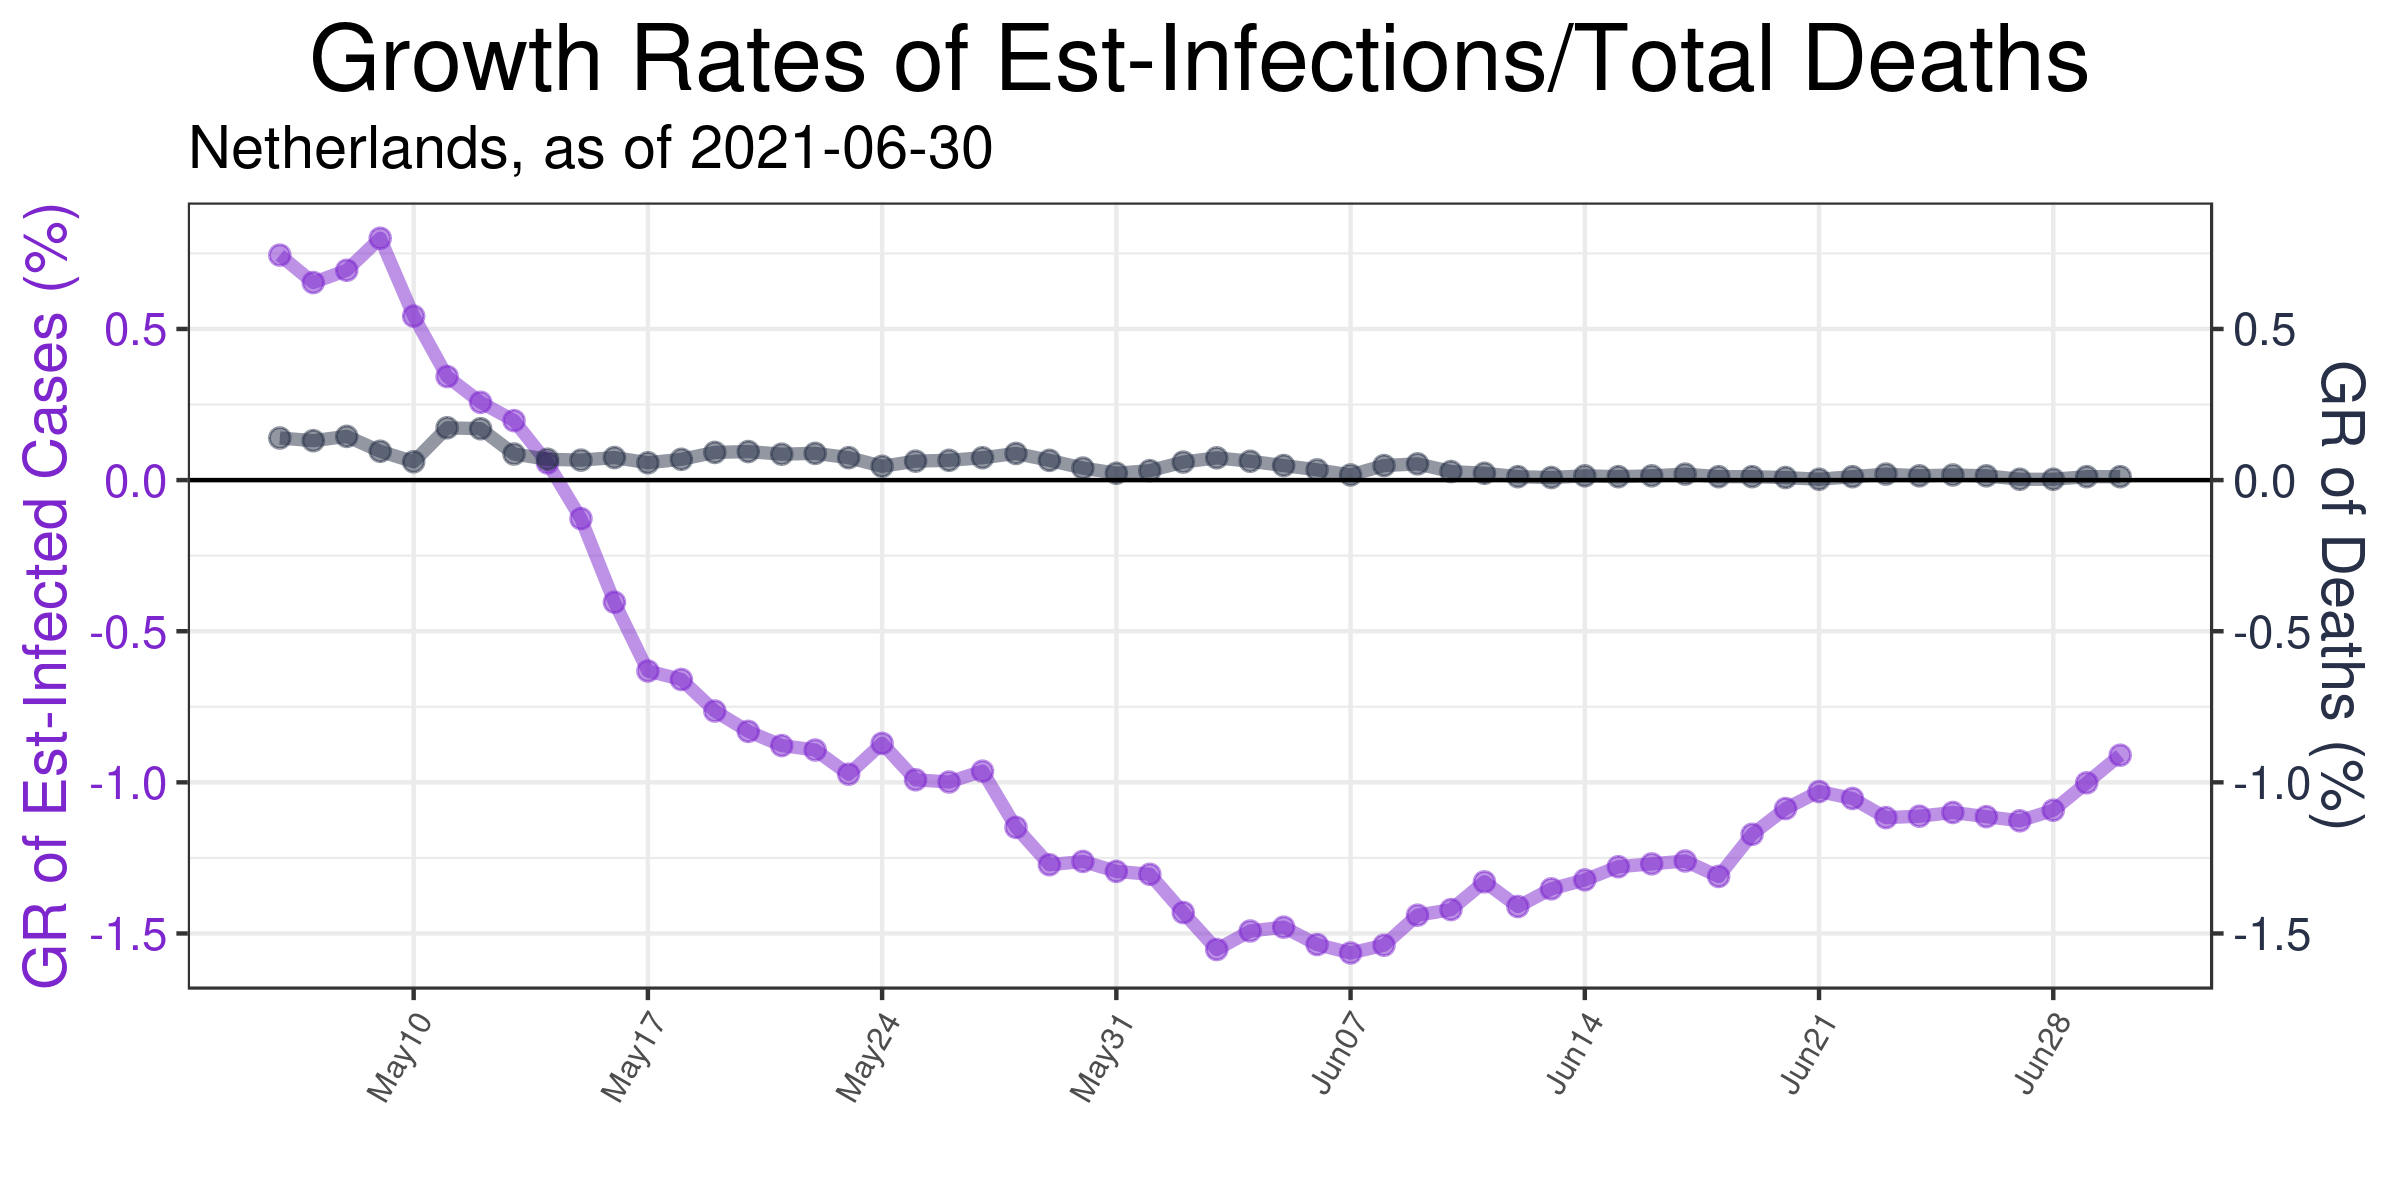 Growth Rates of Est-Infections/Total Deaths
Netherlands, as of 2021-06-30
GR of Est-Infected Cases (%)
0.5
0.0
-0.5
-1.0
-1.5
0.5
0.0
-0.5
-1.0
-1.5
GR of Deaths (%)
May10
May17
May24
May31
Jun07
Jun14
Jun21
Jun28